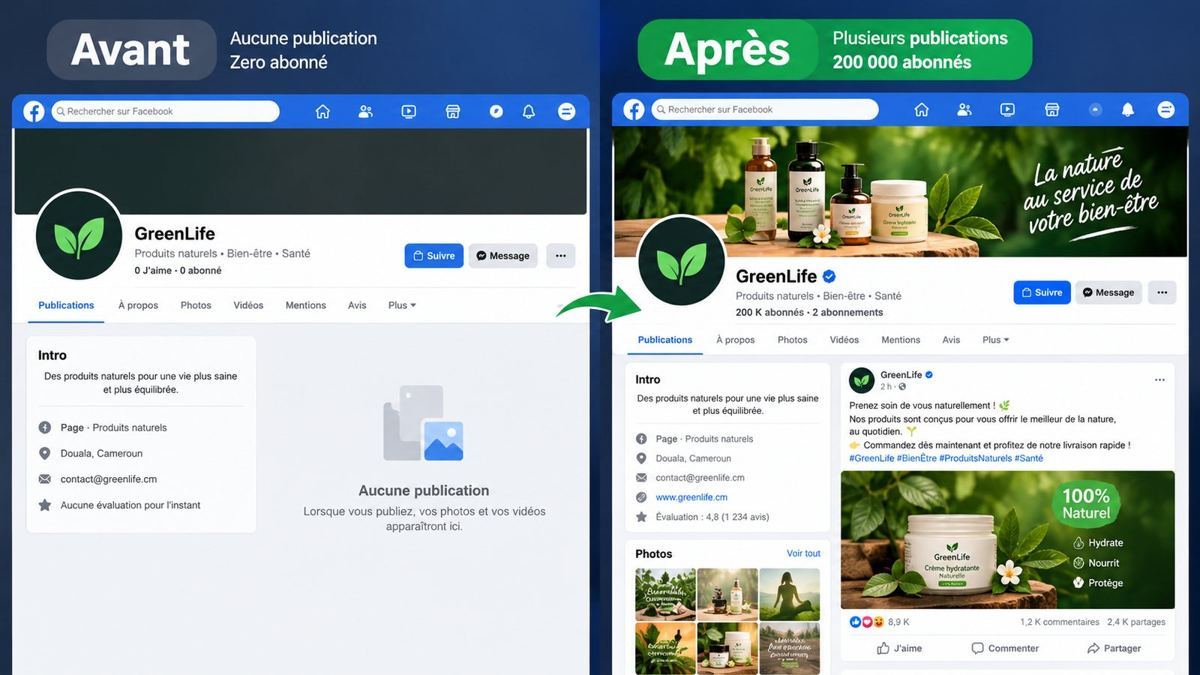 Avant
Aucune publication
Zero abonné
Rechercher sur Facebook
GreenLife
Produits naturels • Bien-être • Santé
0 J'aime • 0 abonné
Suivre
Message
Publications
À propos
Photos
Vidéos
Mentions
Avis
Plus
Intro
Des produits naturels pour une vie plus saine
et plus équilibrée.
Page · Produits naturels
Douala, Cameroun
contact@greenlife.cm
Aucune évaluation pour l'instant
Aucune publication
Lorsque vous publiez, vos photos et vos vidéos
apparaîtront ici.
Après
Plusieurs publications
200 000 abonnés
Rechercher sur Facebook
GreenLife
GreenLife
GreenLife
GreenLife
La nature
au service de
votre bien-être
GreenLife
Produits naturels • Bien-être • Santé
200 K abonnés • 2 abonnements
Suivre
Message
Publications
À propos
Photos
Vidéos
Mentions
Avis
Plus
Intro
Des produits naturels pour une vie plus saine
et plus équilibrée.
Page · Produits naturels
Douala, Cameroun
contact@greenlife.cm
www.greenlife.cm
Évaluation : 4,8 (1 234 avis)
Photos
Voir tout
GreenLife
2 h
Prenez soin de vous naturellement !
Nos produits sont conçus pour vous offrir le meilleur de la nature,
au quotidien.
Commandez dès maintenant et profitez de notre livraison rapide !
#GreenLife #BienÊtre #ProduitsNaturels #Santé
100%
Naturel
Hydrate
Nourrit
Protège
GreenLife
Crème hydratante
Naturelle
8,9 K
1,2 K commentaires
2,4 K partages
J'aime
Commenter
Partager